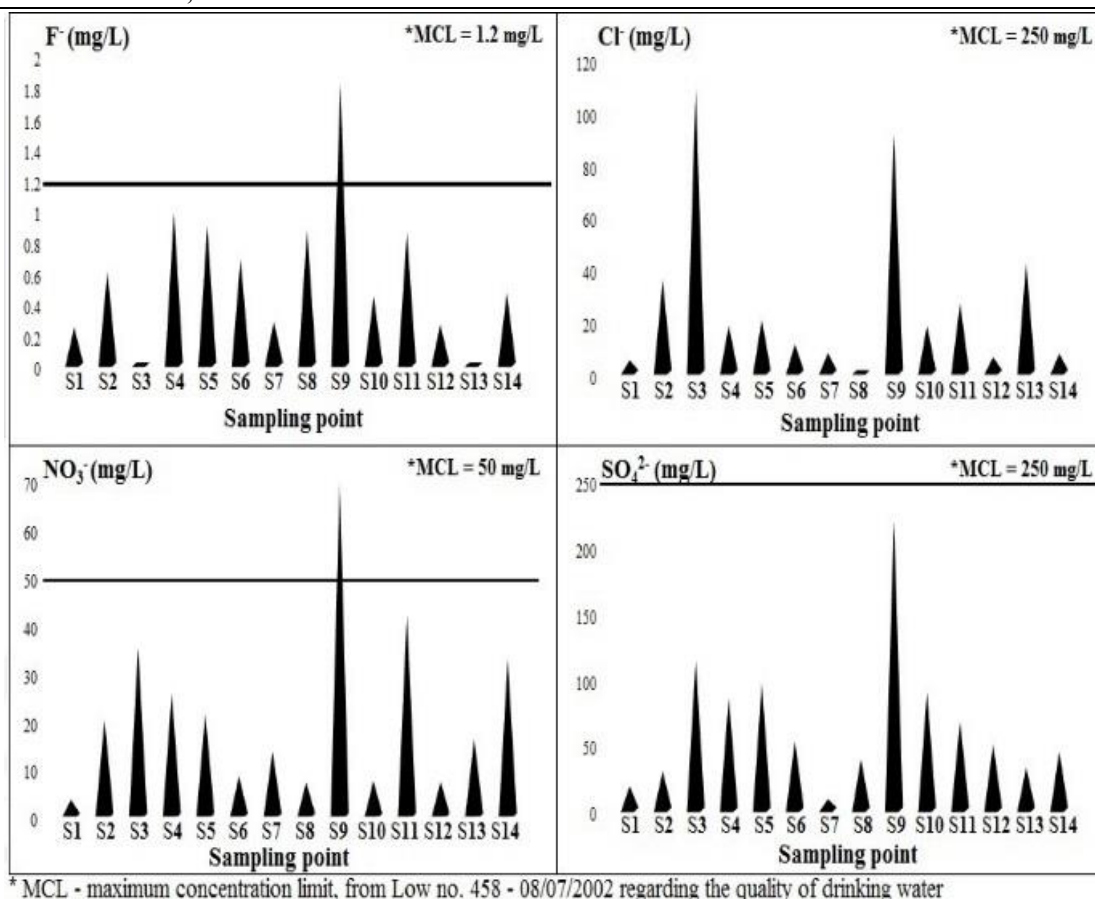 F⁻ (mg/L)
*MCL = 1.2 mg/L
2
1.8
1.6
1.4
1.2
1
0.8
0.6
0.4
0.2
0
S1 S2 S3 S4 S5 S6 S7 S8 S9 S10 S11 S12 S13 S14
Sampling point
Cl⁻ (mg/L)
*MCL = 250 mg/L
120
100
80
60
40
20
0
S1 S2 S3 S4 S5 S6 S7 S8 S9 S10 S11 S12 S13 S14
Sampling point
NO₃⁻ (mg/L)
*MCL = 50 mg/L
70
60
50
40
30
20
10
0
S1 S2 S3 S4 S5 S6 S7 S8 S9 S10 S11 S12 S13 S14
Sampling point
SO₄²⁻ (mg/L)
*MCL = 250 mg/L
250
200
150
100
50
0
S1 S2 S3 S4 S5 S6 S7 S8 S9 S10 S11 S12 S13 S14
Sampling point
* MCL - maximum concentration limit, from Low no. 458 - 08/07/2002 regarding the quality of drinking water